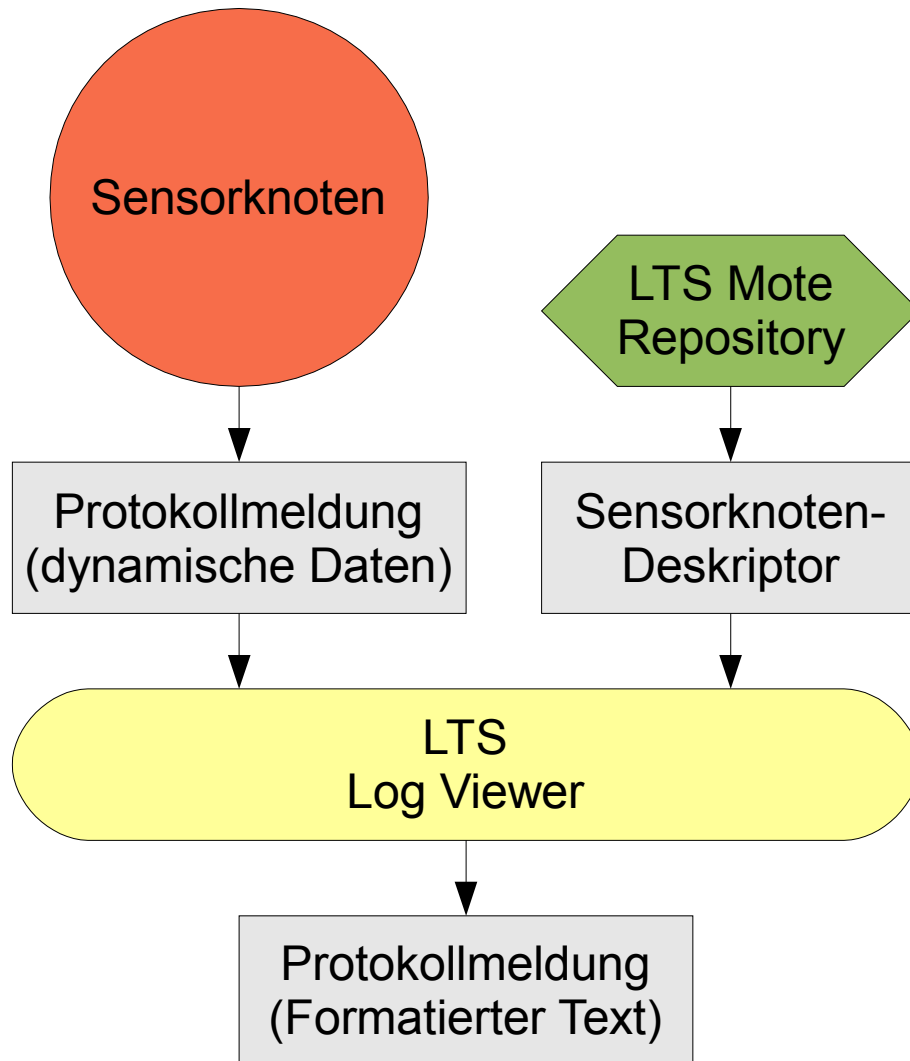 Sensorknoten
LTS Mote
Repository
Protokollmeldung
(dynamische Daten)
Sensorknoten-
Deskriptor
LTS
Log Viewer
Protokollmeldung
(Formatierter Text)